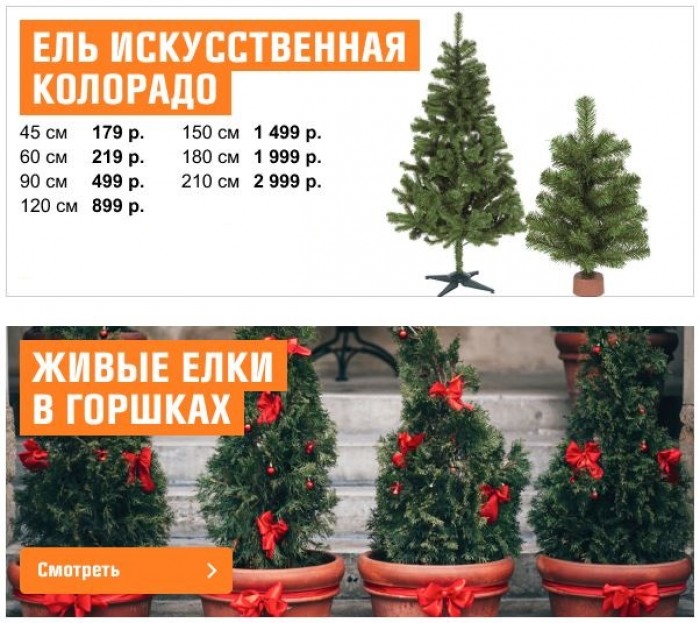 ЕЛЬ ИСКУССТВЕННАЯ
КОЛОРАДО
45 см 179 р. 150 см 1 499 р.
60 см 219 р. 180 см 1 999 р.
90 см 499 р. 210 см 2 999 р.
120 см 899 р.
ЖИВЫЕ ЕЛКИ
В ГОРШКАХ
Смотреть